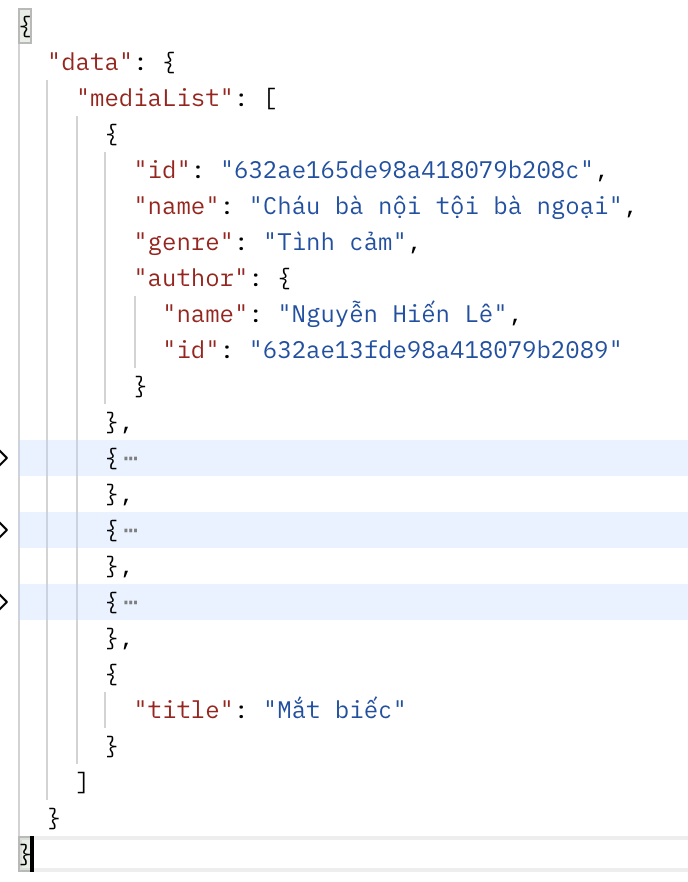 {
"data": {
"mediaList": [
{
"id": "632ae165de98a418079b208c",
"name": "Cháu bà nội tội bà ngoại",
"genre": "Tình cảm",
"author": {
"name": "Nguyễn Hiến Lê",
"id": "632ae13fde98a418079b2089"
}
},
{⋯
},
{⋯
},
{⋯
},
{
"title": "Mắt biếc"
}
]
}
}